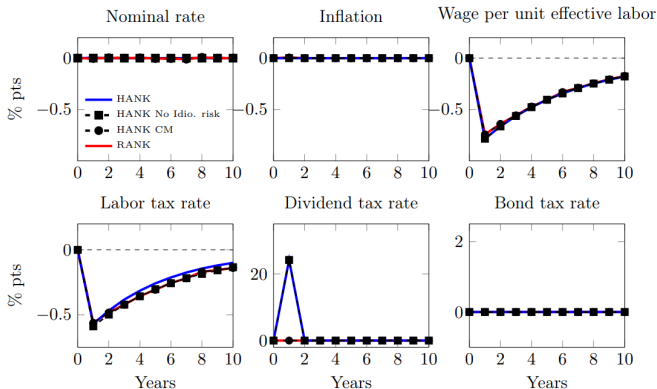 Nominal rate Inflation Wage per unit effective labor
0 0 0
−0.5 −0.5 −0.5
% pts
HANK
HANK No Idio. risk
HANK CM
RANK
0 2 4 6 8 10 0 2 4 6 8 10 0 2 4 6 8 10
Labor tax rate Dividend tax rate Bond tax rate
0 20 2
−0.5 0 0
% pts
0 2 4 6 8 10 0 2 4 6 8 10 0 2 4 6 8 10
Years Years Years